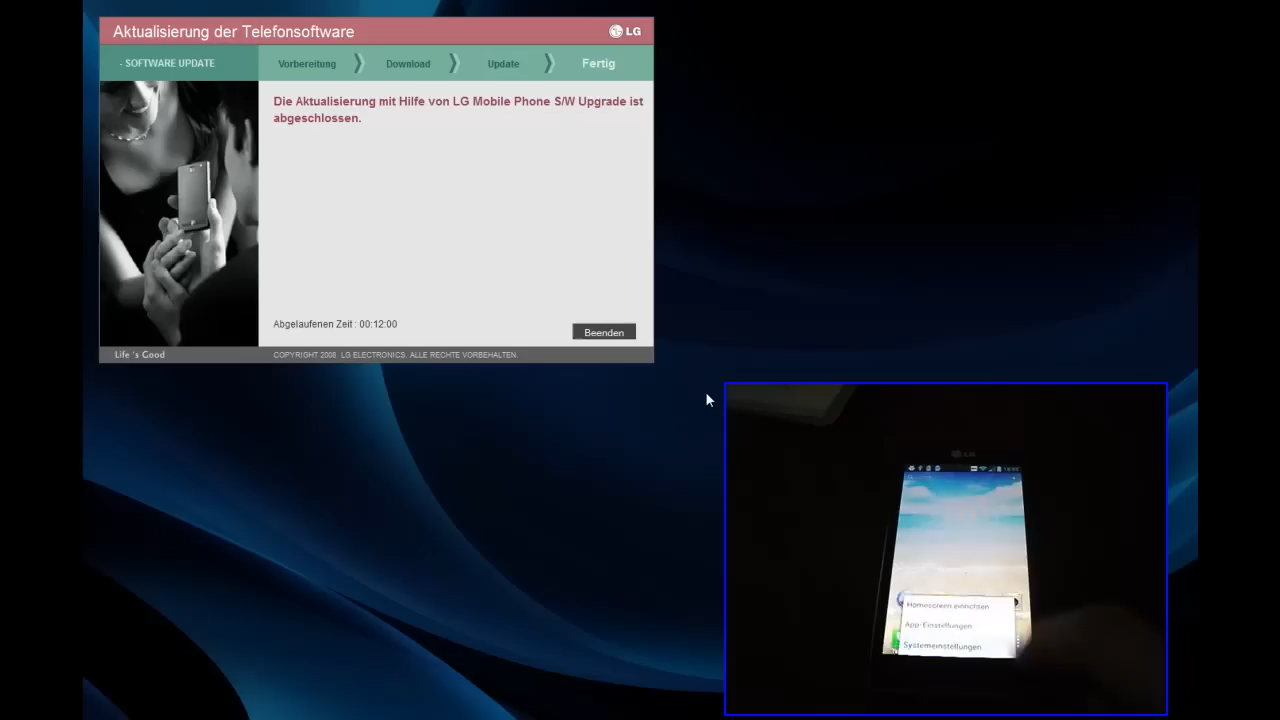 Aktualisierung der Telefonsoftware
LG
- SOFTWARE UPDATE
Vorbereitung
Download
Update
Fertig
Die Aktualisierung mit Hilfe von LG Mobile Phone S/W Upgrade ist
abgeschlossen.
Abgelaufenen Zeit : 00:12:00
Beenden
Life 's Good
COPYRIGHT 2008 LG ELECTRONICS. ALLE RECHTE VORBEHALTEN.
LG
Homescreen einrichten
App-Einstellungen
Systemeinstellungen